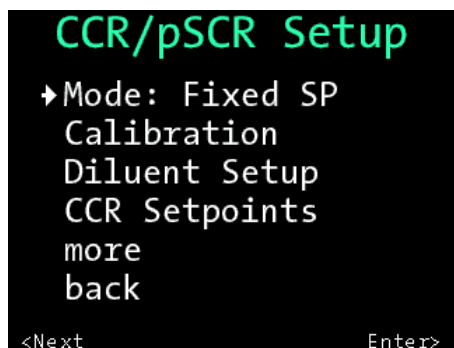 CCR/pSCR Setup
Mode: Fixed SP
Calibration
Diluent Setup
CCR Setpoints
more
back
<Next Enter>